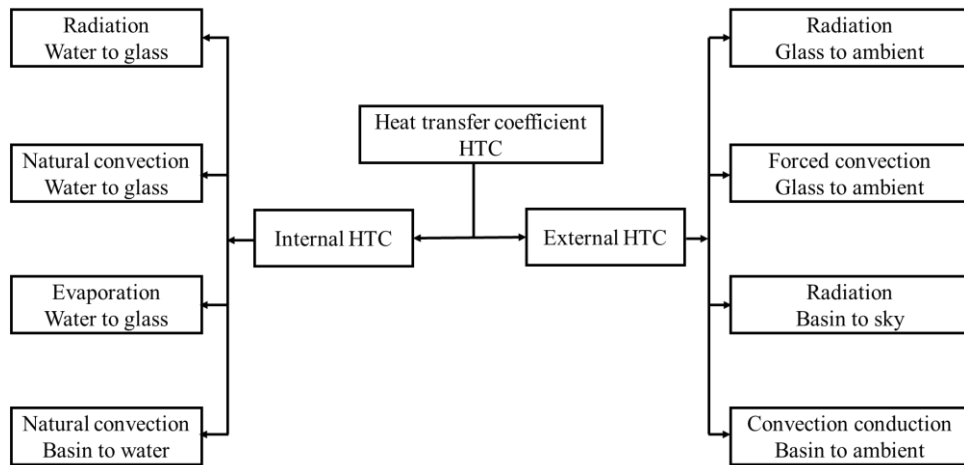 Radiation
Water to glass
Natural convection
Water to glass
Evaporation
Water to glass
Natural convection
Basin to water
Heat transfer coefficient
HTC
Internal HTC
External HTC
Radiation
Glass to ambient
Forced convection
Glass to ambient
Radiation
Basin to sky
Convection conduction
Basin to ambient